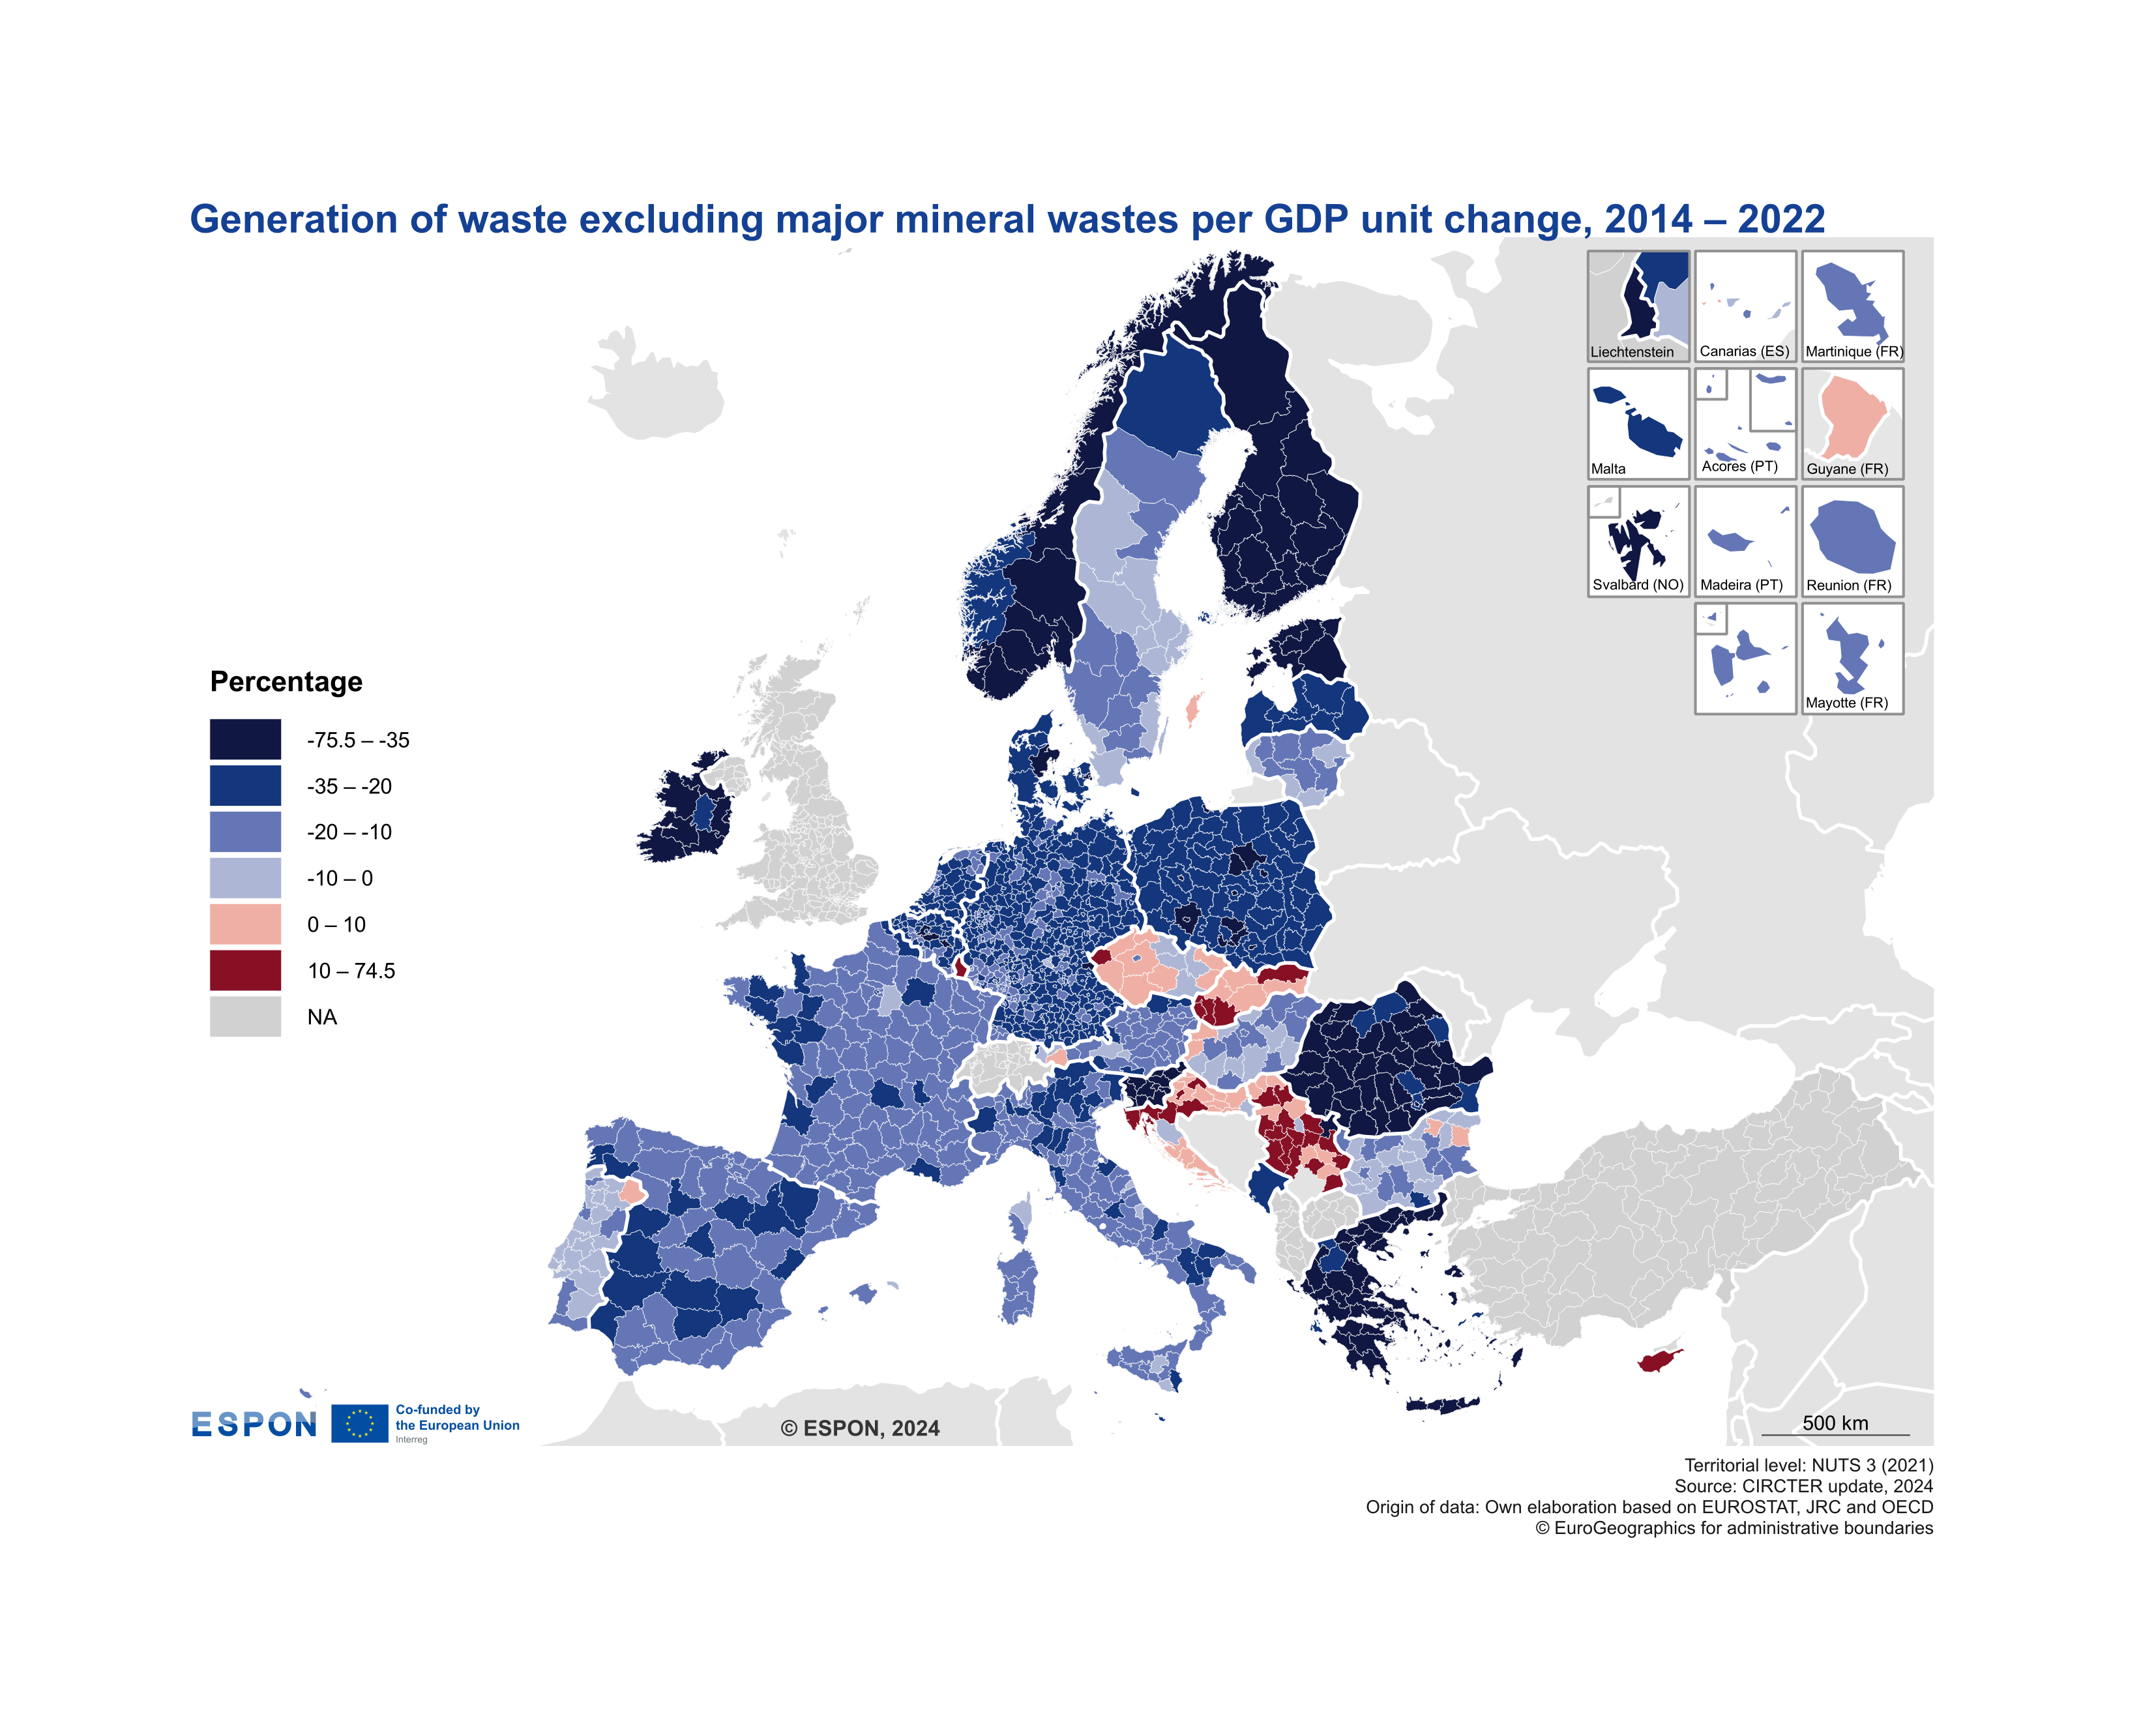 Generation of waste excluding major mineral wastes per GDP unit change, 2014 – 2022
Liechtenstein
Canarias (ES)
Martinique (FR)
Malta
Acores (PT)
Guyane (FR)
Svalbard (NO)
Madeira (PT)
Reunion (FR)
Mayotte (FR)
Percentage
-75.5 – -35
-35 – -20
-20 – -10
-10 – 0
0 – 10
10 – 74.5
NA
ESPON
Co-funded by
the European Union
Interreg
© ESPON, 2024
500 km
Territorial level: NUTS 3 (2021)
Source: CIRCTER update, 2024
Origin of data: Own elaboration based on EUROSTAT, JRC and OECD
© EuroGeographics for administrative boundaries